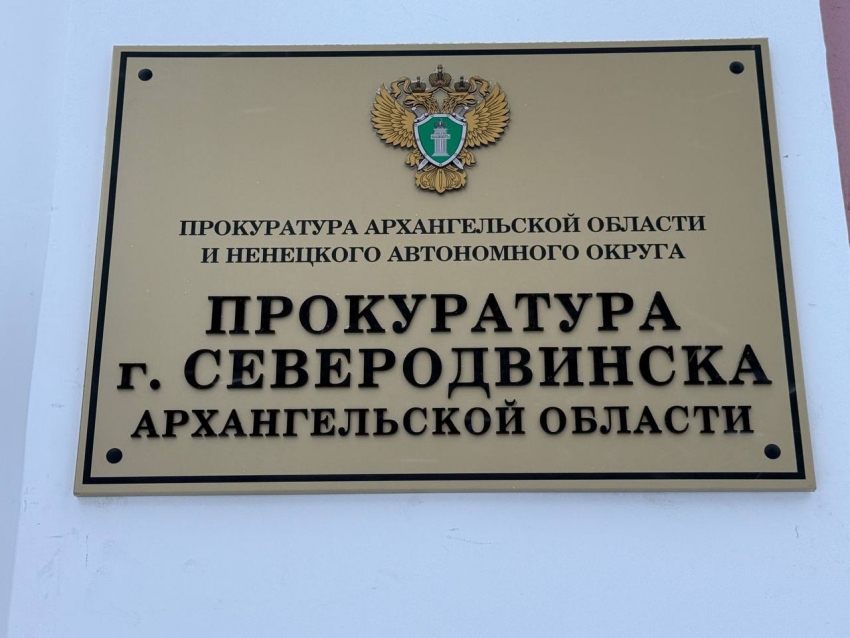 ПРОКУРАТУРА АРХАНГЕЛЬСКОЙ ОБЛАСТИ
И НЕНЕЦКОГО АВТОНОМНОГО ОКРУГА
ПРОКУРАТУРА
г. СЕВЕРОДВИНСКА
АРХАНГЕЛЬСКОЙ ОБЛАСТИ